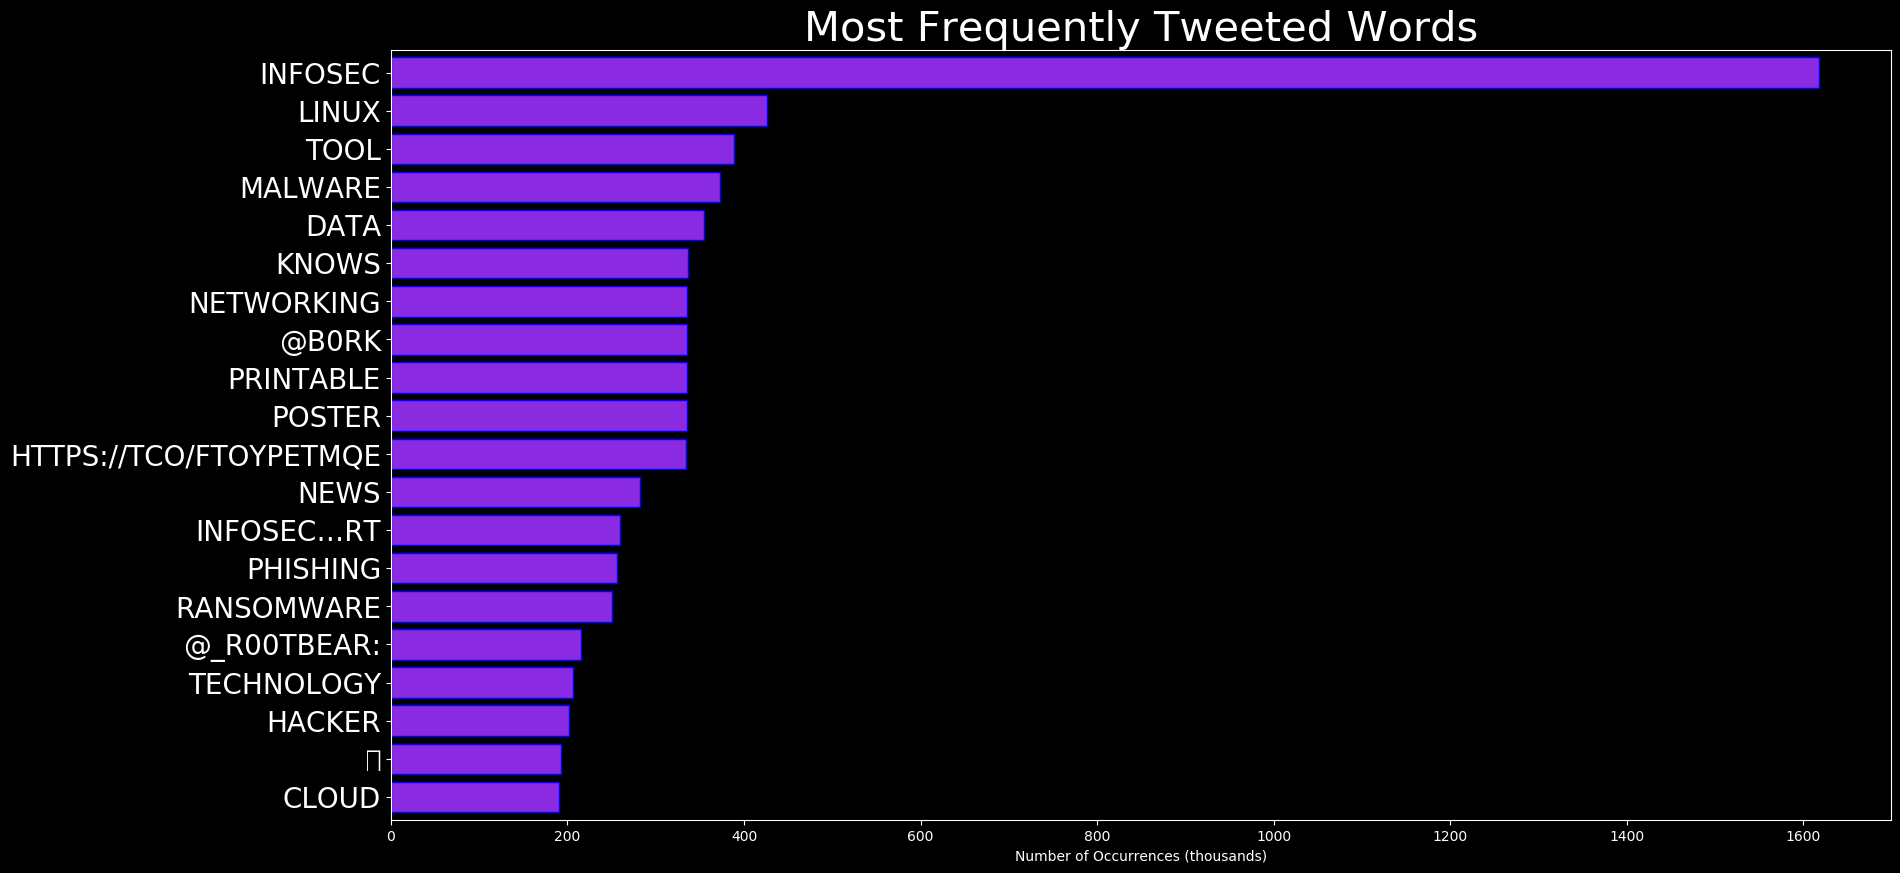 Most Frequently Tweeted Words
INFOSEC
LINUX
TOOL
MALWARE
DATA
KNOWS
NETWORKING
@B0RK
PRINTABLE
POSTER
HTTPS://TCO/FTOYPETMQE
NEWS
INFOSEC...RT
PHISHING
RANSOMWARE
@_R00TBEAR:
TECHNOLOGY
HACKER
CLOUD
0 200 400 600 800 1000 1200 1400 1600
Number of Occurrences (thousands)